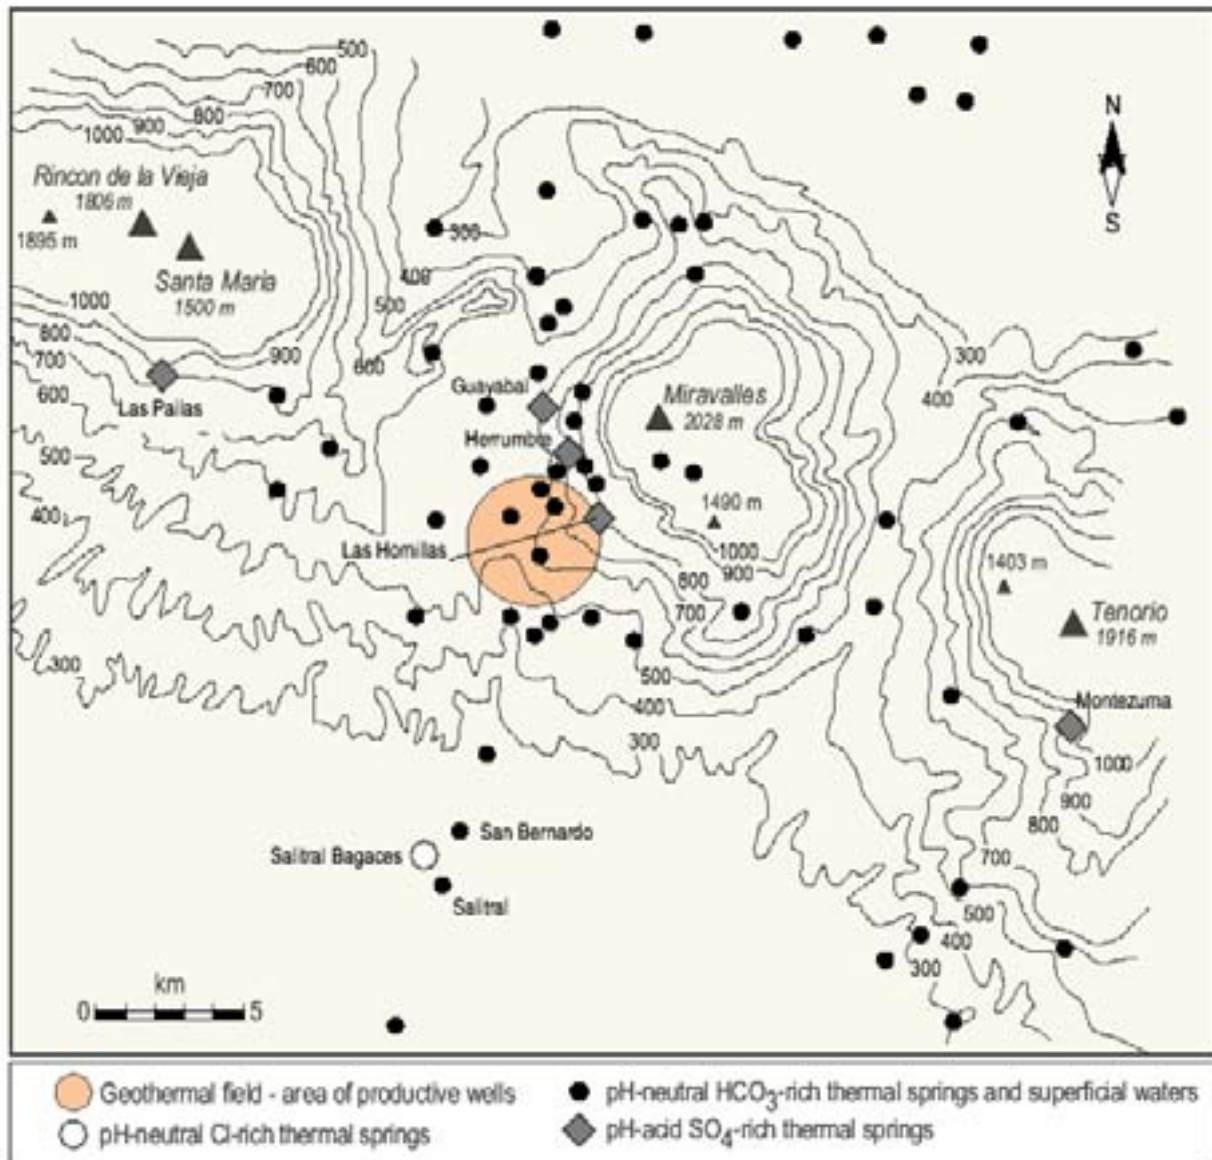 500
600
700
800
900
1000
N
S
Rincon de la Vieja
1806 m
1895 m
Santa Maria
1500 m
300
400
500
600
1000
900
800
700
600
500
400
300
Las Pailas
Guayabal
Herrumbre
Las Hornillas
Miravalles
2028 m
1490 m
1000
900
800
700
500
400
300
300
400
1403 m
Tenorio
1916 m
Montezuma
1000
900
800
700
500
400
300
San Bernardo
Salitral Bagaces
Salitral
km
0 5
Geothermal field - area of productive wells
pH-neutral HCO3-rich thermal springs and superficial waters
pH-neutral Cl-rich thermal springs
pH-acid SO4-rich thermal springs